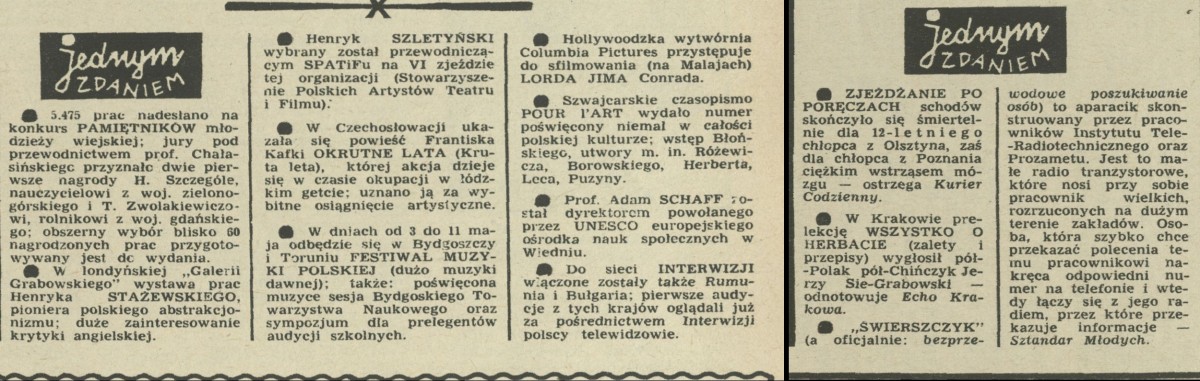 jednym
ZDANIEM
● 5.475 prac nadesłano na
konkurs PAMIĘTNIKÓW mło-
dzieży wiejskiej; jury pod
przewodnictwem prof. Chała-
sińskiego przyznało dwie pier-
wsze nagrody H. Szczególe,
nauczycielowi z woj. zielono-
górskiego i T. Zwolakiewiczo-
wi, rolnikowi z woj. gdańskie-
go; obszerny wybór blisko 60
nagrodzonych prac przygoto-
wywany jest do wydania.
● W londyńskiej „Galerii
Grabowskiego” wystawa prac
Henryka STAŻEWSKIEGO,
pioniera polskiego abstrakcjo-
nizmu; duże zainteresowanie
krytyki angielskiej.
● Henryk SZLETYŃSKI
wybrany został przewodniczą-
cym SPATiFu na VI zjeździe
tej organizacji (Stowarzysze-
nie Polskich Artystów Teatru
i Filmu).
● W Czechosłowacji uka-
zała się powieść Frantiska
Kafki OKRUTNE LATA (Kru-
ta leta), której akcja dzieje
się w czasie okupacji w łódz-
kim getcie; uznano ją za wy-
bitne osiągnięcie artystyczne.
● W dniach od 3 do 11 ma-
ja odbędzie się w Bydgoszczy
i Toruniu FESTIWAL MUZY-
KI POLSKIEJ (dużo muzyki
dawnej); także: poświęcona
muzyce sesja Bydgoskiego To-
warzystwa Naukowego oraz
sympozjum dla prelegentów
audycji szkolnych.
● Hollywoodzka wytwórnia
Columbia Pictures przystępuje
do sfilmowania (na Malajach)
LORDA JIMA Conrada.
● Szwajcarskie czasopismo
POUR l'ART wydało numer
poświęcony niemal w całości
polskiej kulturze; wstęp Błoń-
skiego, utwory m. in. Różewi-
cza, Borowskiego, Herberta,
Leca, Puzyny.
● Prof. Adam SCHAFF zo-
stał dyrektorem powołanego
przez UNESCO europejskiego
ośrodka nauk społecznych w
Wiedniu.
● Do sieci INTERWIZJI
włączone zostały także Rumu-
nia i Bułgaria; pierwsze audy-
cje z tych krajów oglądali już
za pośrednictwem Interwizji
polscy telewidzowie.
jednym
ZDANIEM
● ZJEŻDŻANIE PO
PORĘCZACH schodów
skończyło się śmiertel-
nie dla 12-letniego
chłopca z Olsztyna, zaś
dla chłopca z Poznania
ciężkim wstrząsem mó-
zgu — ostrzega Kurier
Codzienny.
● W Krakowie pre-
lekcję WSZYSTKO O
HERBACIE (zalety i
przepisy) wygłosił pół-
-Polak pół-Chińczyk Je-
rzy Sie-Grabowski —
odnotowuje Echo Kra-
kowa.
● „ŚWIERSZCZYK”
(a oficjalnie: bezprze-
wodowe poszukiwanie
osób) to aparacik skon-
struowany przez praco-
wników Instytutu Tele-
-Radiotechnicznego oraz
Prozametu. Jest to ma-
łe radio tranzystorowe,
które nosi przy sobie
pracownik wielkich,
rozrzuconych na dużym
terenie zakładów. Oso-
ba, która szybko chce
przekazać polecenia te-
mu pracownikowi na-
kręca odpowiedni nu-
mer na telefonie i wte-
dy łączy się z jego ra-
diem, przez które prze-
kazuje informacje —
Sztandar Młodych.